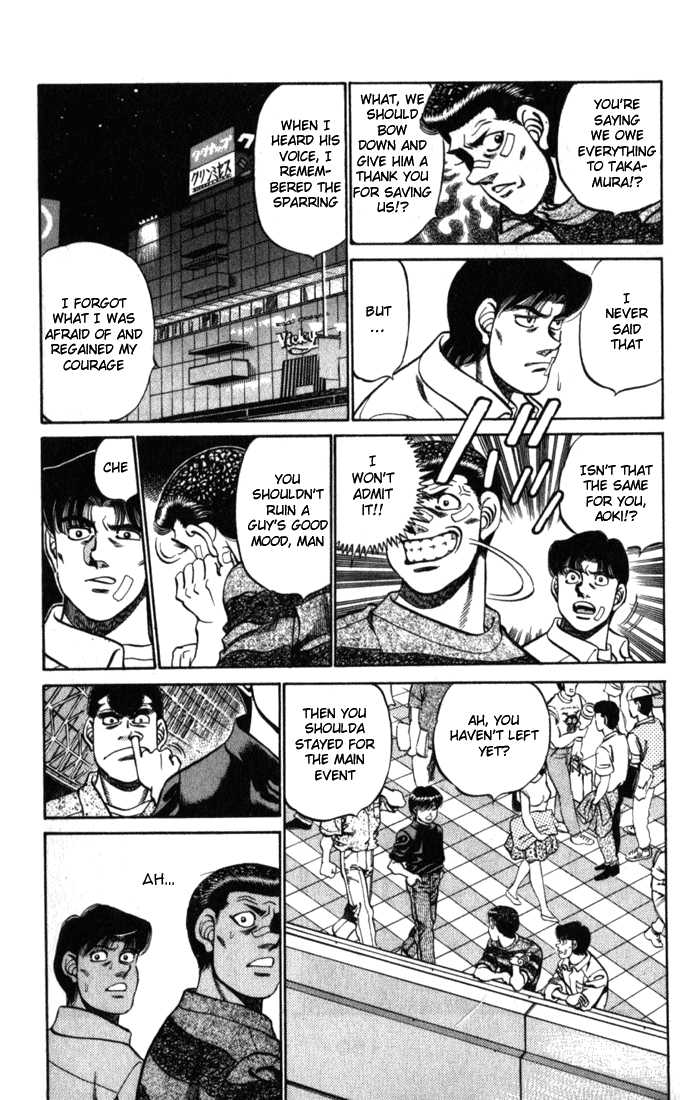 YOU'RE
SAYING
WE OWE
EVERYTHING
TO TAKA-
MURA!?
WHAT, WE
SHOULD
BOW
DOWN AND
GIVE HIM A
THANK YOU
FOR SAVING
US!?
WHEN I
HEARD HIS
VOICE, I
REMEM-
BERED THE
SPARRING
I FORGOT
WHAT I WAS
AFRAID OF AND
REGAINED MY
COURAGE
I
NEVER
SAID
THAT
BUT
...
ISN'T THAT
THE SAME
FOR YOU,
AOKI!?
I
WON'T
ADMIT
IT!!
YOU
SHOULDN'T
RUIN A
GUY'S GOOD
MOOD, MAN
CHE
AH, YOU
HAVEN'T LEFT
YET?
THEN YOU
SHOULDA
STAYED FOR
THE MAIN
EVENT
AH...